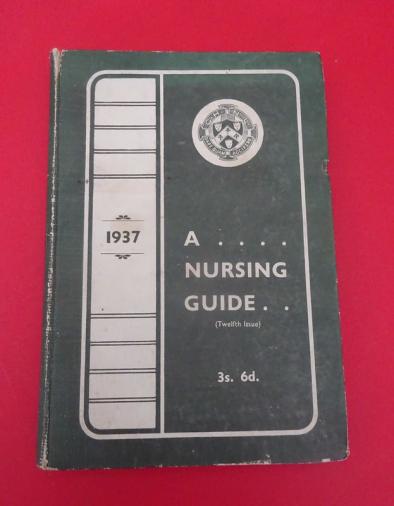 1937
A . . . .
NURSING
GUIDE . .
(Twelfth Issue)
3s. 6d.